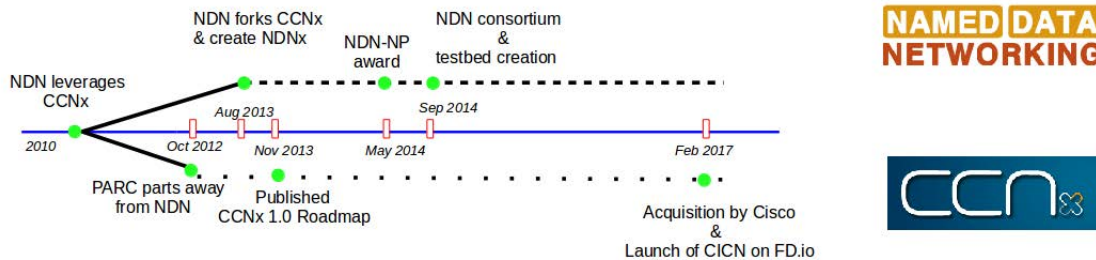 NDN forks CCNx
& create NDNx
NDN-NP
award
NDN consortium
&
testbed creation
NAMED DATA
NETWORKING
NDN leverages
CCNx
Aug 2013
Sep 2014
2010
Oct 2012
Nov 2013
May 2014
Feb 2017
PARC parts away
from NDN
Published
CCNx 1.0 Roadmap
Acquisition by Cisco
&
Launch of CICN on FD.io
CCNx